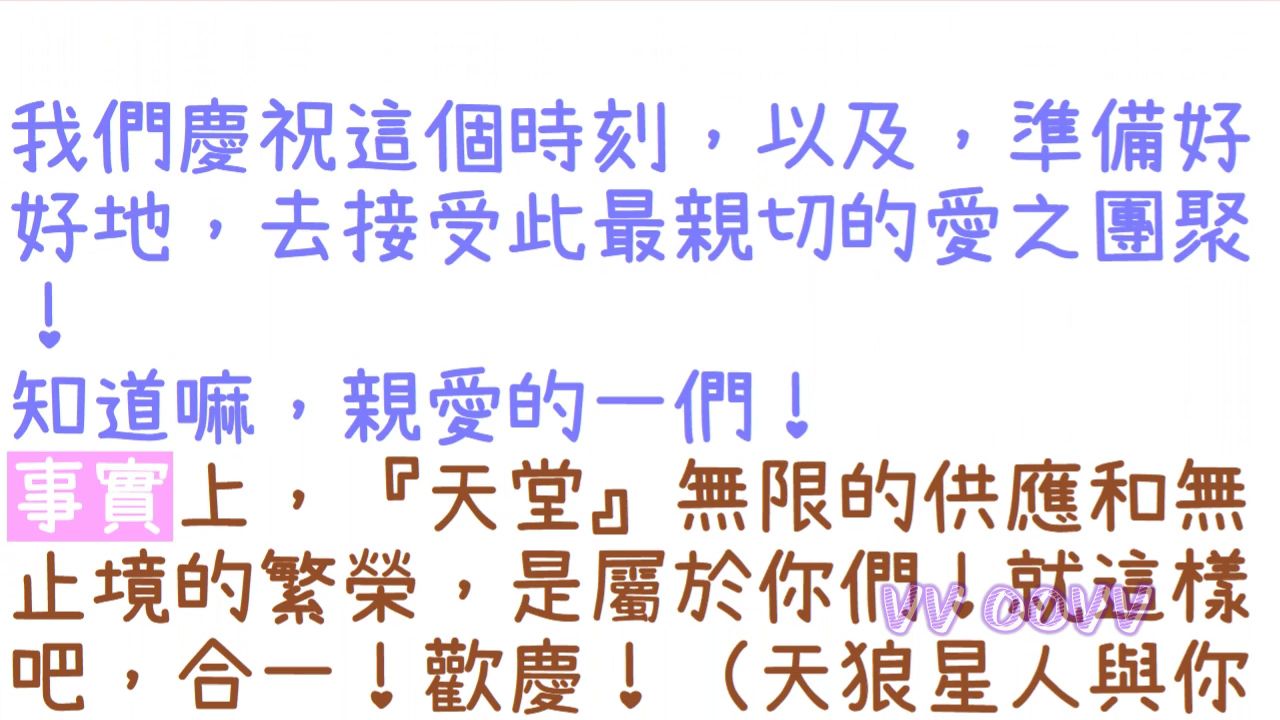 我們慶祝這個時刻，以及，準備好
好地，去接受此最親切的愛之團聚
！
知道嘛，親愛的一們！
事實上，『天堂』無限的供應和無
止境的繁榮，是屬於你們！就這樣
VV OOVV
吧，合一！歡慶！（天狼星人與你